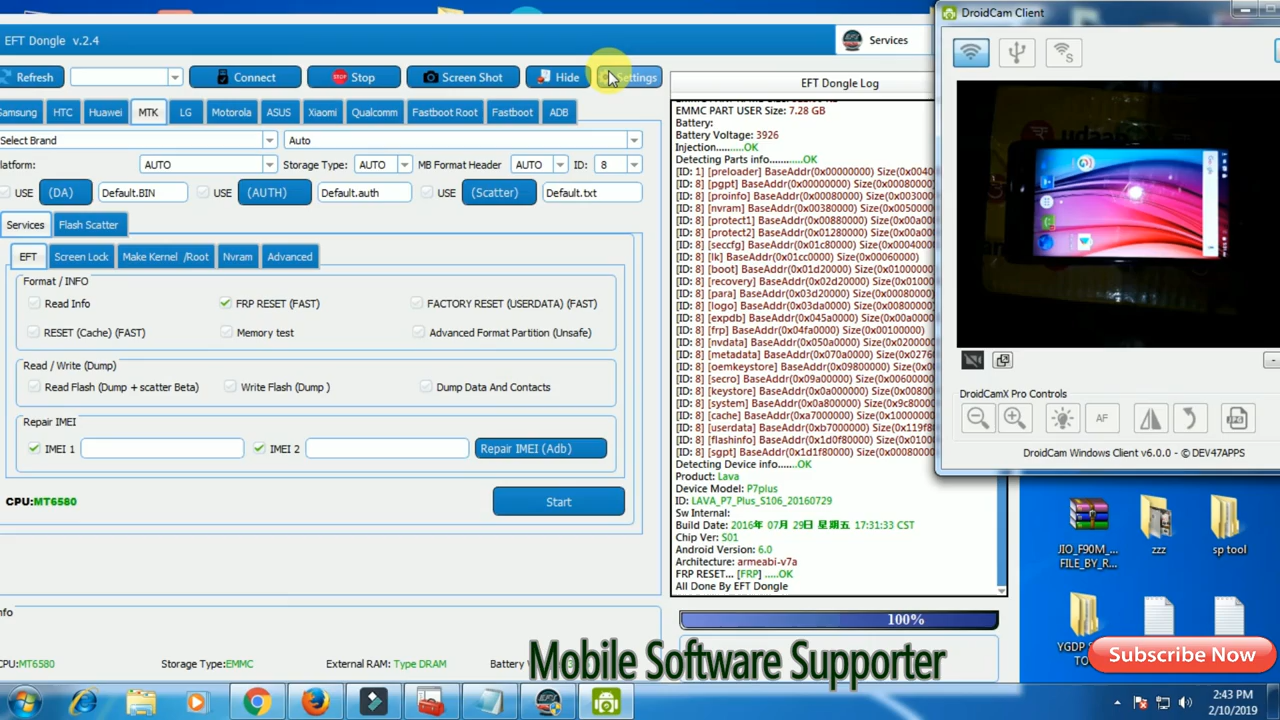 EFT Dongle v.2.4
Services
DroidCam Client
Refresh
Connect
STOP Stop
Screen Shot
Hide
Settings
EFT Dongle Log
Samsung
HTC
Huawei
MTK
LG
Motorola
ASUS
Xiaomi
Qualcomm
Fastboot Root
Fastboot
ADB
Select Brand
Auto
latform:
AUTO
Storage Type:
AUTO
MB Format Header
AUTO
ID:
8
USE
(DA)
Default.BIN
USE
(AUTH)
Default.auth
USE
(Scatter)
Default.txt
Services
Flash Scatter
EFT
Screen Lock
Make Kernel /Root
Nvram
Advanced
Format / INFO
Read Info
FRP RESET (FAST)
FACTORY RESET (USERDATA) (FAST)
RESET (Cache) (FAST)
Memory test
Advanced Format Partition (Unsafe)
Read / Write (Dump)
Read Flash (Dump + scatter Beta)
Write Flash (Dump )
Dump Data And Contacts
Repair IMEI
IMEI 1
IMEI 2
Repair IMEI (Adb)
CPU:MT6580
Start
EMMC PART USER Size: 7.28 GB
Battery:
Battery Voltage: 3926
Injection.........OK
Detecting Parts info........OK
[ID: 1] [preloader] BaseAddr(0x00000000) Size(0x0040
[ID: 8] [pgpt] BaseAddr(0x00000000) Size(0x00080000
[ID: 8] [proinfo] BaseAddr(0x00080000) Size(0x003000
[ID: 8] [nvram] BaseAddr(0x00380000) Size(0x0050000
[ID: 8] [protect1] BaseAddr(0x00880000) Size(0x00a00
[ID: 8] [protect2] BaseAddr(0x01280000) Size(0x00a00
[ID: 8] [seccfg] BaseAddr(0x01c80000) Size(0x0004000
[ID: 8] [lk] BaseAddr(0x01cc0000) Size(0x00060000)
[ID: 8] [boot] BaseAddr(0x01d20000) Size(0x01000000)
[ID: 8] [recovery] BaseAddr(0x02d20000) Size(0x01000
[ID: 8] [para] BaseAddr(0x03d20000) Size(0x00080000
[ID: 8] [logo] BaseAddr(0x03da0000) Size(0x00800000
[ID: 8] [expdb] BaseAddr(0x045a0000) Size(0x00a0000
[ID: 8] [frp] BaseAddr(0x04fa0000) Size(0x00100000)
[ID: 8] [nvdata] BaseAddr(0x050a0000) Size(0x0200000
[ID: 8] [metadata] BaseAddr(0x070a0000) Size(0x0276
[ID: 8] [oemkeystore] BaseAddr(0x09800000) Size(0x02
[ID: 8] [secro] BaseAddr(0x09a00000) Size(0x0060000
[ID: 8] [keystore] BaseAddr(0x0a000000) Size(0x00800
[ID: 8] [system] BaseAddr(0x0a800000) Size(0x9c8000
[ID: 8] [cache] BaseAddr(0xa7000000) Size(0x1000000
[ID: 8] [userdata] BaseAddr(0xb7000000) Size(0x119f8
[ID: 8] [flashinfo] BaseAddr(0x1d0f80000) Size(0x0100
[ID: 8] [sgpt] BaseAddr(0x1d1f80000) Size(0x00080000
Detecting Device info....OK
Product: Lava
Device Model: P7plus
ID: LAVA_P7_Plus_S106_20160729
Sw Internal:
Build Date: 2016年 07月 29日 星期五 17:31:33 CST
Chip Ver: S01
Android Version: 6.0
Architecture: armeabi-v7a
FRP RESET... [FRP] .....OK
All Done By EFT Dongle
100%
DroidCamX Pro Controls
AF
JPG
DroidCam Windows Client v6.0.0 - © DEV47APPS
JIO_F90M_...
FILE_BY_R...
zzz
sp tool
YGDP
TO
nfo
CPU:MT6580
Storage Type:EMMC
External RAM: Type DRAM
Battery
Mobile Software Supporter
Subscribe Now
2:43 PM
2/10/2019